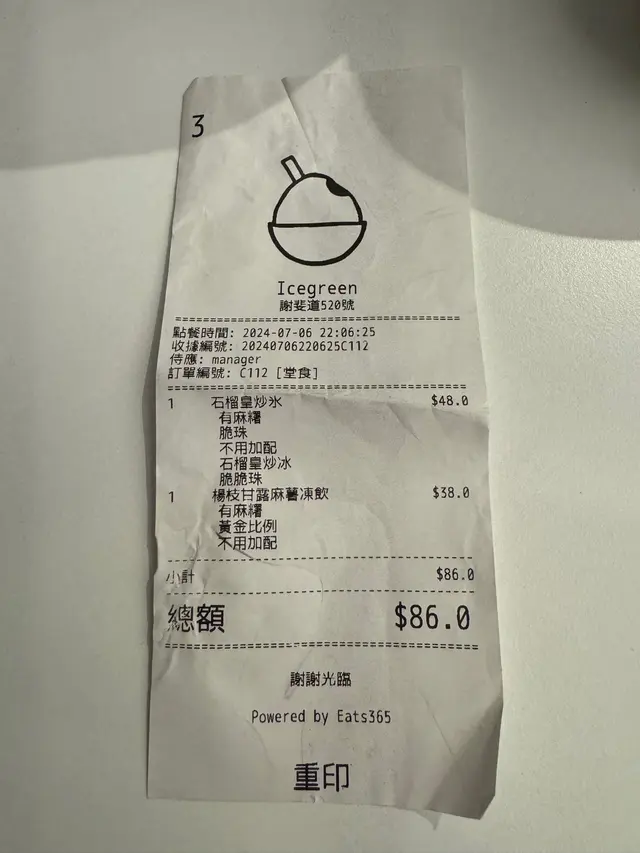 3
Icegreen
謝斐道520號
點餐時間: 2024-07-06 22:06:25
收據編號: 20240706220625C112
侍應: manager
訂單編號: C112 [堂食]
1 石榴皇炒氷 $48.0
有麻糬
脆珠
不用加配
石榴皇炒冰
脆脆珠
1 楊枝甘露麻薯凍飲 $38.0
有麻糬
黃金比例
不用加配
小計 $86.0
總額 $86.0
謝謝光臨
Powered by Eats365
重印